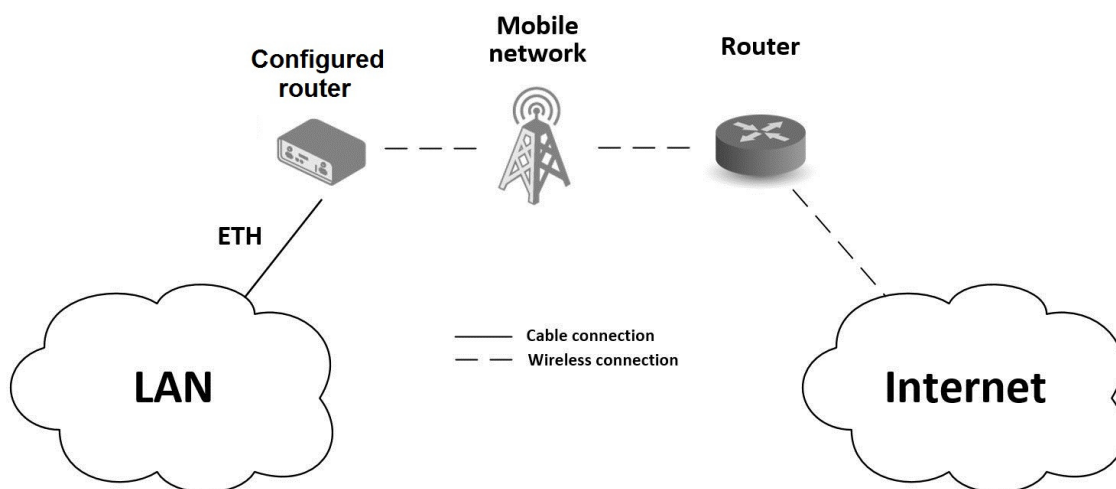 Configured
router
Mobile
network
Router
ETH
Cable connection
Wireless connection
LAN
Internet